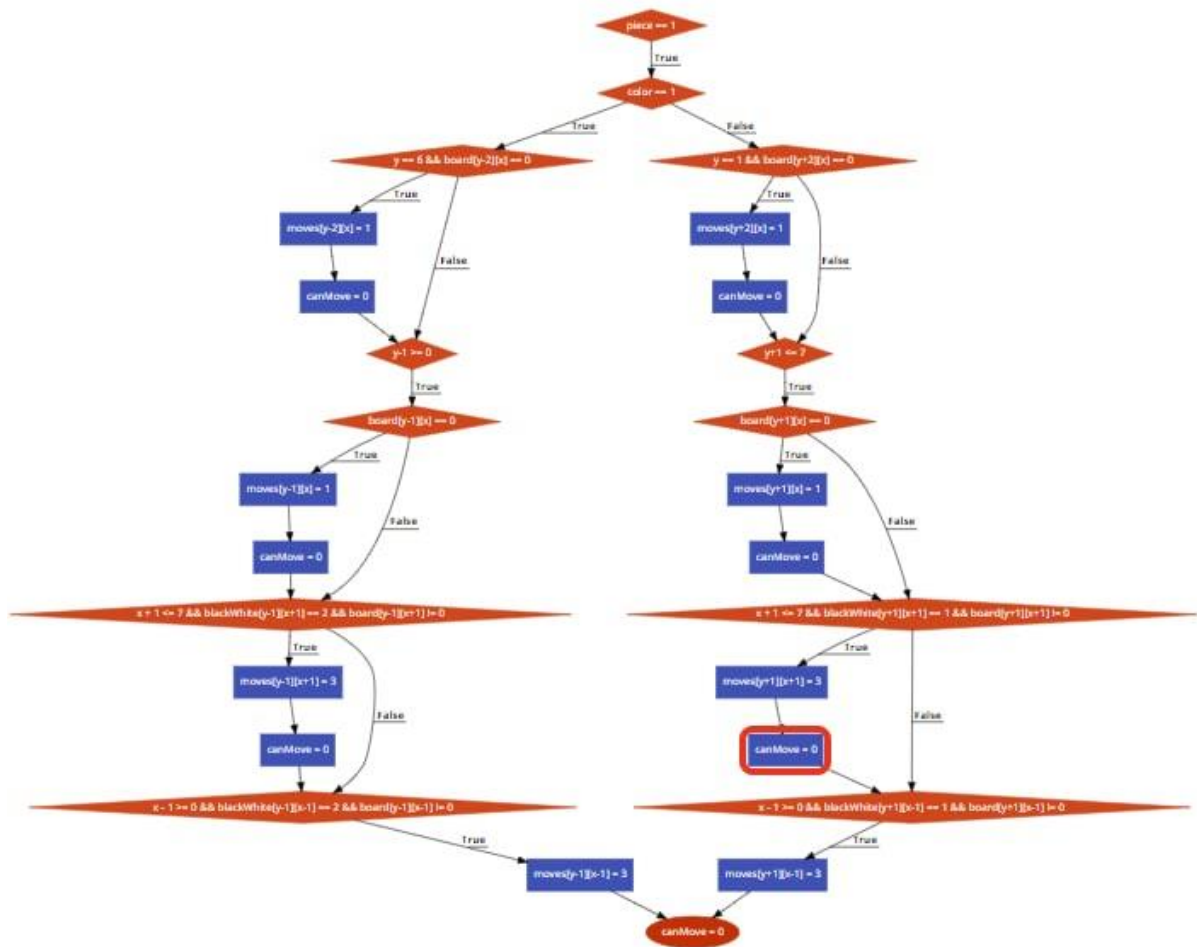 piece == 1
True
color == 1
True
False
y == 6 && board[y-2][x] == 0
y == 1 && board[y+2][x] == 0
True
True
moves[y-2][x] = 1
moves[y+2][x] = 1
False
False
canMove = 0
canMove = 0
y-1 >= 0
y+1 <= 7
True
True
board[y-1][x] == 0
board[y+1][x] == 0
True
True
moves[y-1][x] = 1
moves[y+1][x] = 1
False
False
canMove = 0
canMove = 0
x + 1 <= 7 && blackWhite[y-1][x+1] == 2 && board[y-1][x+1] != 0
x + 1 <= 7 && blackWhite[y+1][x+1] == 1 && board[y+1][x+1] != 0
True
True
moves[y-1][x+1] = 3
moves[y+1][x+1] = 3
False
False
canMove = 0
canMove = 0
x - 1 >= 0 && blackWhite[y-1][x-1] == 2 && board[y-1][x-1] != 0
x - 1 >= 0 && blackWhite[y+1][x-1] == 1 && board[y+1][x-1] != 0
True
True
moves[y-1][x-1] = 3
moves[y+1][x-1] = 3
canMove = 0